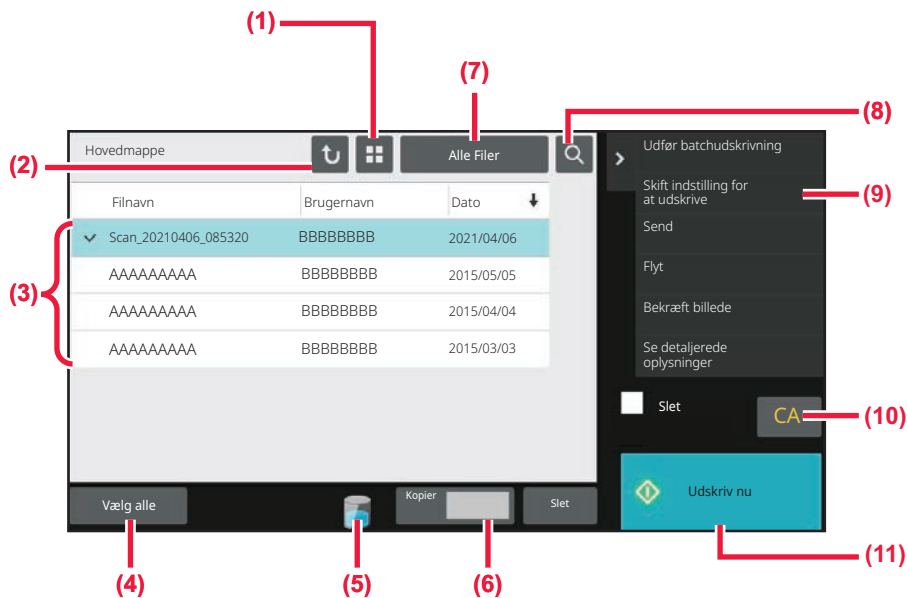 (1)
(7)
(8)
(2)
Hovedmappe
Alle Filer
Udfør batchudskrivning
Skift indstilling for
at udskrive
(9)
Filnavn Brugernavn Dato
Send
(3)
Scan_20210406_085320 BBBBBBBB 2021/04/06
AAAAAAAAA BBBBBBBB 2015/05/05
AAAAAAAAA BBBBBBBB 2015/04/04
AAAAAAAAA BBBBBBBB 2015/03/03
Flyt
Bekræft billede
Se detaljerede
oplysninger
Slet
CA
(10)
Vælg alle
Kopier
Slet
Udskriv nu
(4)
(5)
(6)
(11)